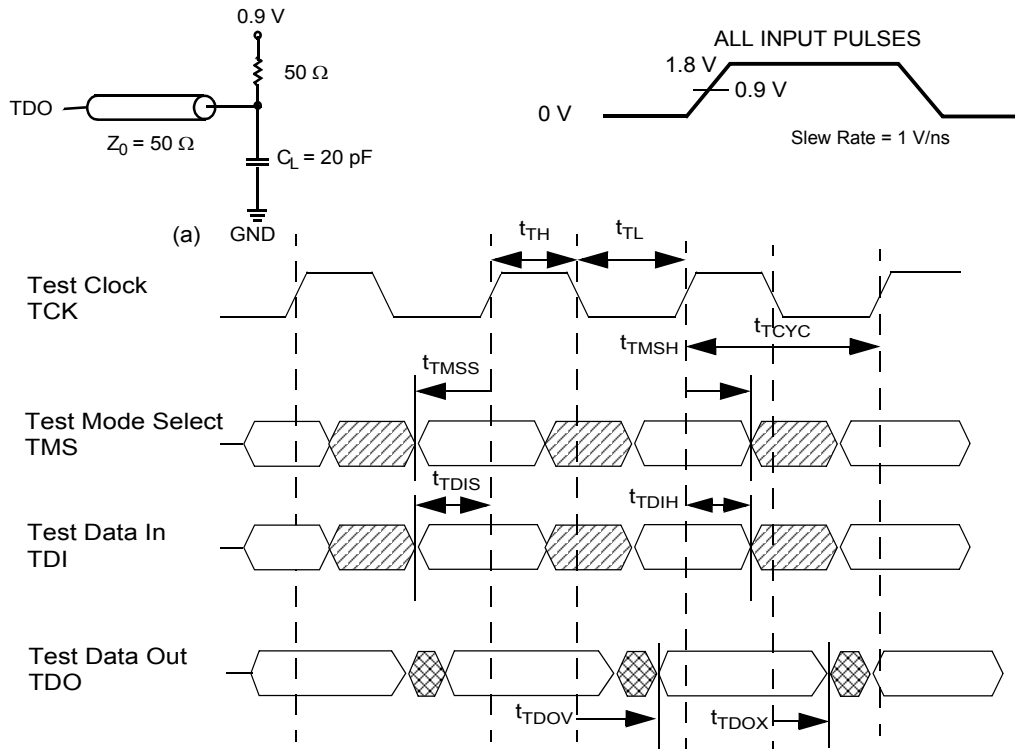 0.9 V
ALL INPUT PULSES
50 Ω
1.8 V
0.9 V
TDO
0 V
Z0 = 50 Ω
CL = 20 pF
Slew Rate = 1 V/ns
(a)
GND
tTH
tTL
Test Clock
TCK
tTMSH
tTCYC
tTMSS
Test Mode Select
TMS
tTDIS
tTDIH
Test Data In
TDI
Test Data Out
TDO
tTDOV
tTDOX